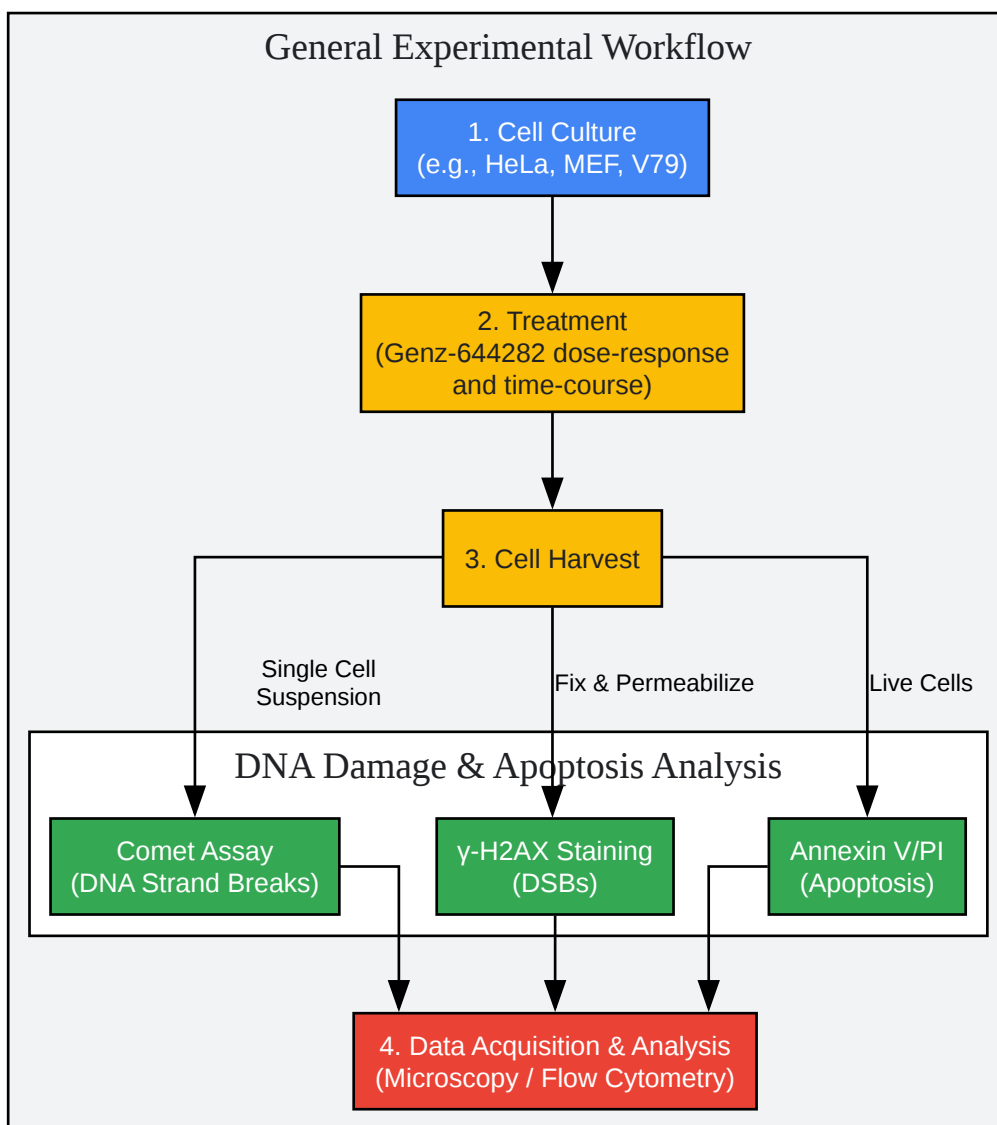 General Experimental Workflow
1. Cell Culture
(e.g., HeLa, MEF, V79)
2. Treatment
(Genz-644282 dose-response
and time-course)
3. Cell Harvest
Single Cell
Suspension
Fix & Permeabilize
Live Cells
DNA Damage & Apoptosis Analysis
Comet Assay
(DNA Strand Breaks)
γ-H2AX Staining
(DSBs)
Annexin V/PI
(Apoptosis)
4. Data Acquisition & Analysis
(Microscopy / Flow Cytometry)